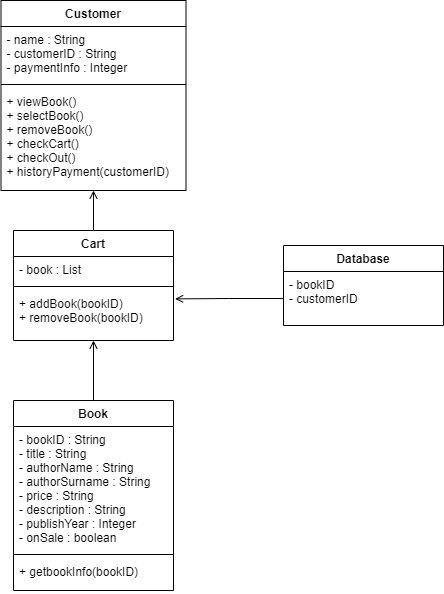 Customer
- name : String
- customerID : String
- paymentInfo : Integer
+ viewBook()
+ selectBook()
+ removeBook()
+ checkCart()
+ checkOut()
+ historyPayment(customerID)
Cart
- book : List
+ addBook(bookID)
+ removeBook(bookID)
Database
- bookID
- customerID
Book
- bookID : String
- title : String
- authorName : String
- authorSurname : String
- price : String
- description : String
- publishYear : Integer
- onSale : boolean
+ getbookInfo(bookID)